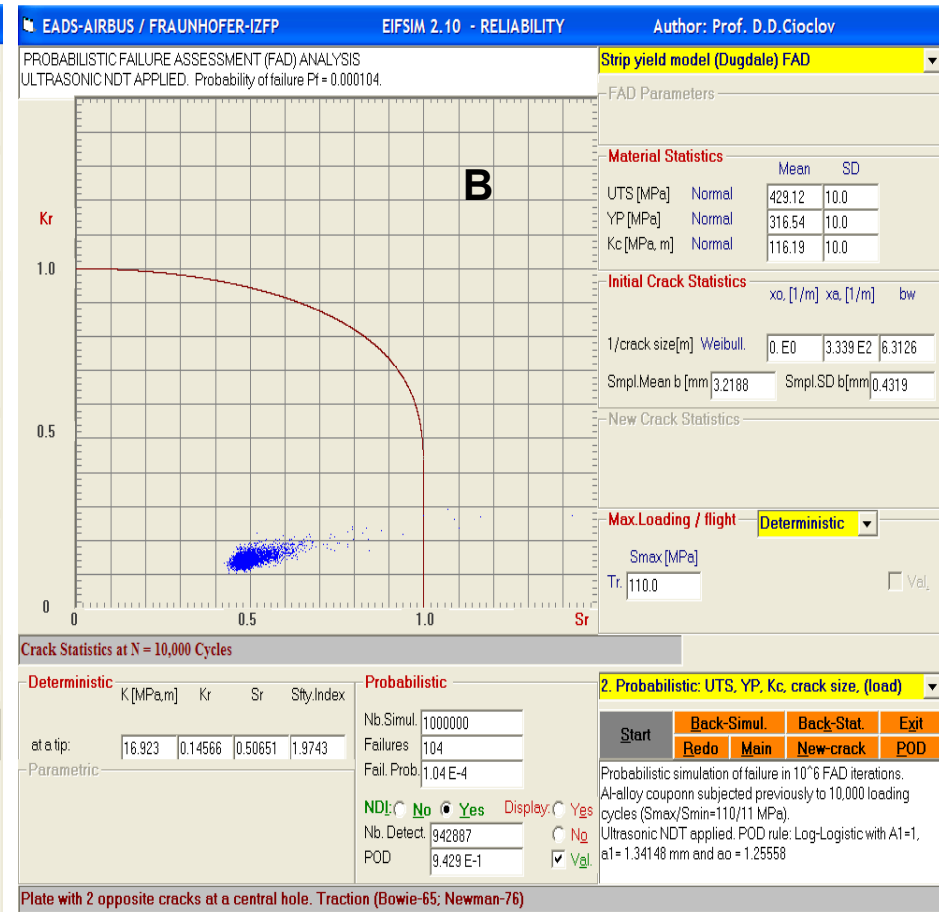 EADS-AIRBUS / FRAUNHOFER-IZFP EIFSIM 2.10 - RELIABILITY Author: Prof. D.D.Cioclov
PROBABILISTIC FAILURE ASSESSMENT (FAD) ANALYSIS
ULTRASONIC NDT APPLIED. Probability of failure Pf = 0.000104.
B
Kr
1.0
0.5
0
0 0.5 1.0 Sr
Strip yield model (Dugdale) FAD
FAD Parameters
Material Statistics
Mean SD
UTS [MPa] Normal 429.12 10.0
YP [MPa] Normal 316.54 10.0
Kc [MPa, m] Normal 116.19 10.0
Initial Crack Statistics
xo, [1/m] xa, [1/m] bw
1/crack size[m] Weibull. 0. E0 3.339 E2 6.3126
Smpl.Mean b [mm 3.2188 Smpl.SD b[mm 0.4319
New Crack Statistics
Max.Loading / flight Deterministic
Smax [MPa]
Tr. 110.0 Val.
Crack Statistics at N = 10,000 Cycles
Deterministic
K [MPa,m] Kr Sr Sfty.Index
at a tip: 16.923 0.14566 0.50651 1.9743
Parametric
Probabilistic
Nb.Simul. 1000000
Failures 104
Fail. Prob. 1.04 E-4
NDI: No Yes Display: Yes
Nb. Detect. 942887 No
POD 9.429 E-1 Val.
2. Probabilistic: UTS, YP, Kc, crack size, (load)
Start Back-Simul. Back-Stat. Exit
Redo Main New-crack POD
Probabilistic simulation of failure in 10^6 FAD iterations.
Al-alloy couponn subjected previously to 10,000 loading
cycles (Smax/Smin=110/11 MPa).
Ultrasonic NDT applied. POD rule: Log-Logistic with A1=1,
a1= 1.34148 mm and ao = 1.25558
Plate with 2 opposite cracks at a central hole. Traction (Bowie-65; Newman-76)